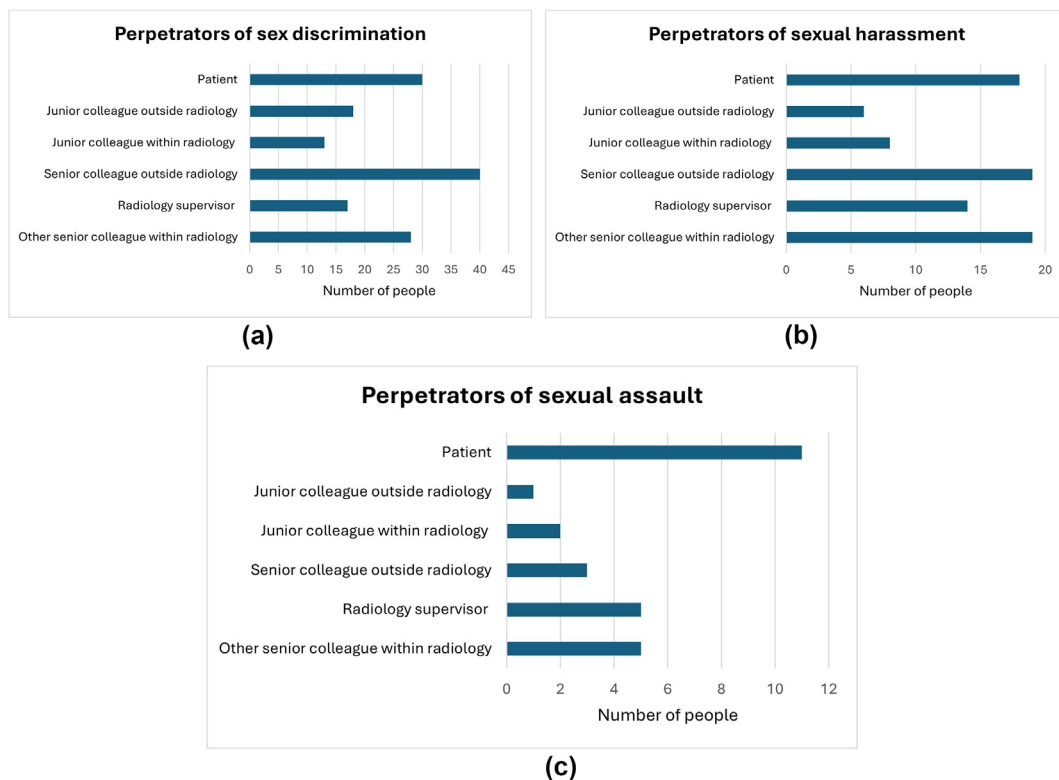 Perpetrators of sex discrimination
Patient
Junior colleague outside radiology
Junior colleague within radiology
Senior colleague outside radiology
Radiology supervisor
Other senior colleague within radiology
0 5 10 15 20 25 30 35 40 45
Number of people
(a)
Perpetrators of sexual harassment
Patient
Junior colleague outside radiology
Junior colleague within radiology
Senior colleague outside radiology
Radiology supervisor
Other senior colleague within radiology
0 5 10 15 20
Number of people
(b)
Perpetrators of sexual assault
Patient
Junior colleague outside radiology
Junior colleague within radiology
Senior colleague outside radiology
Radiology supervisor
Other senior colleague within radiology
0 2 4 6 8 10 12
Number of people
(c)